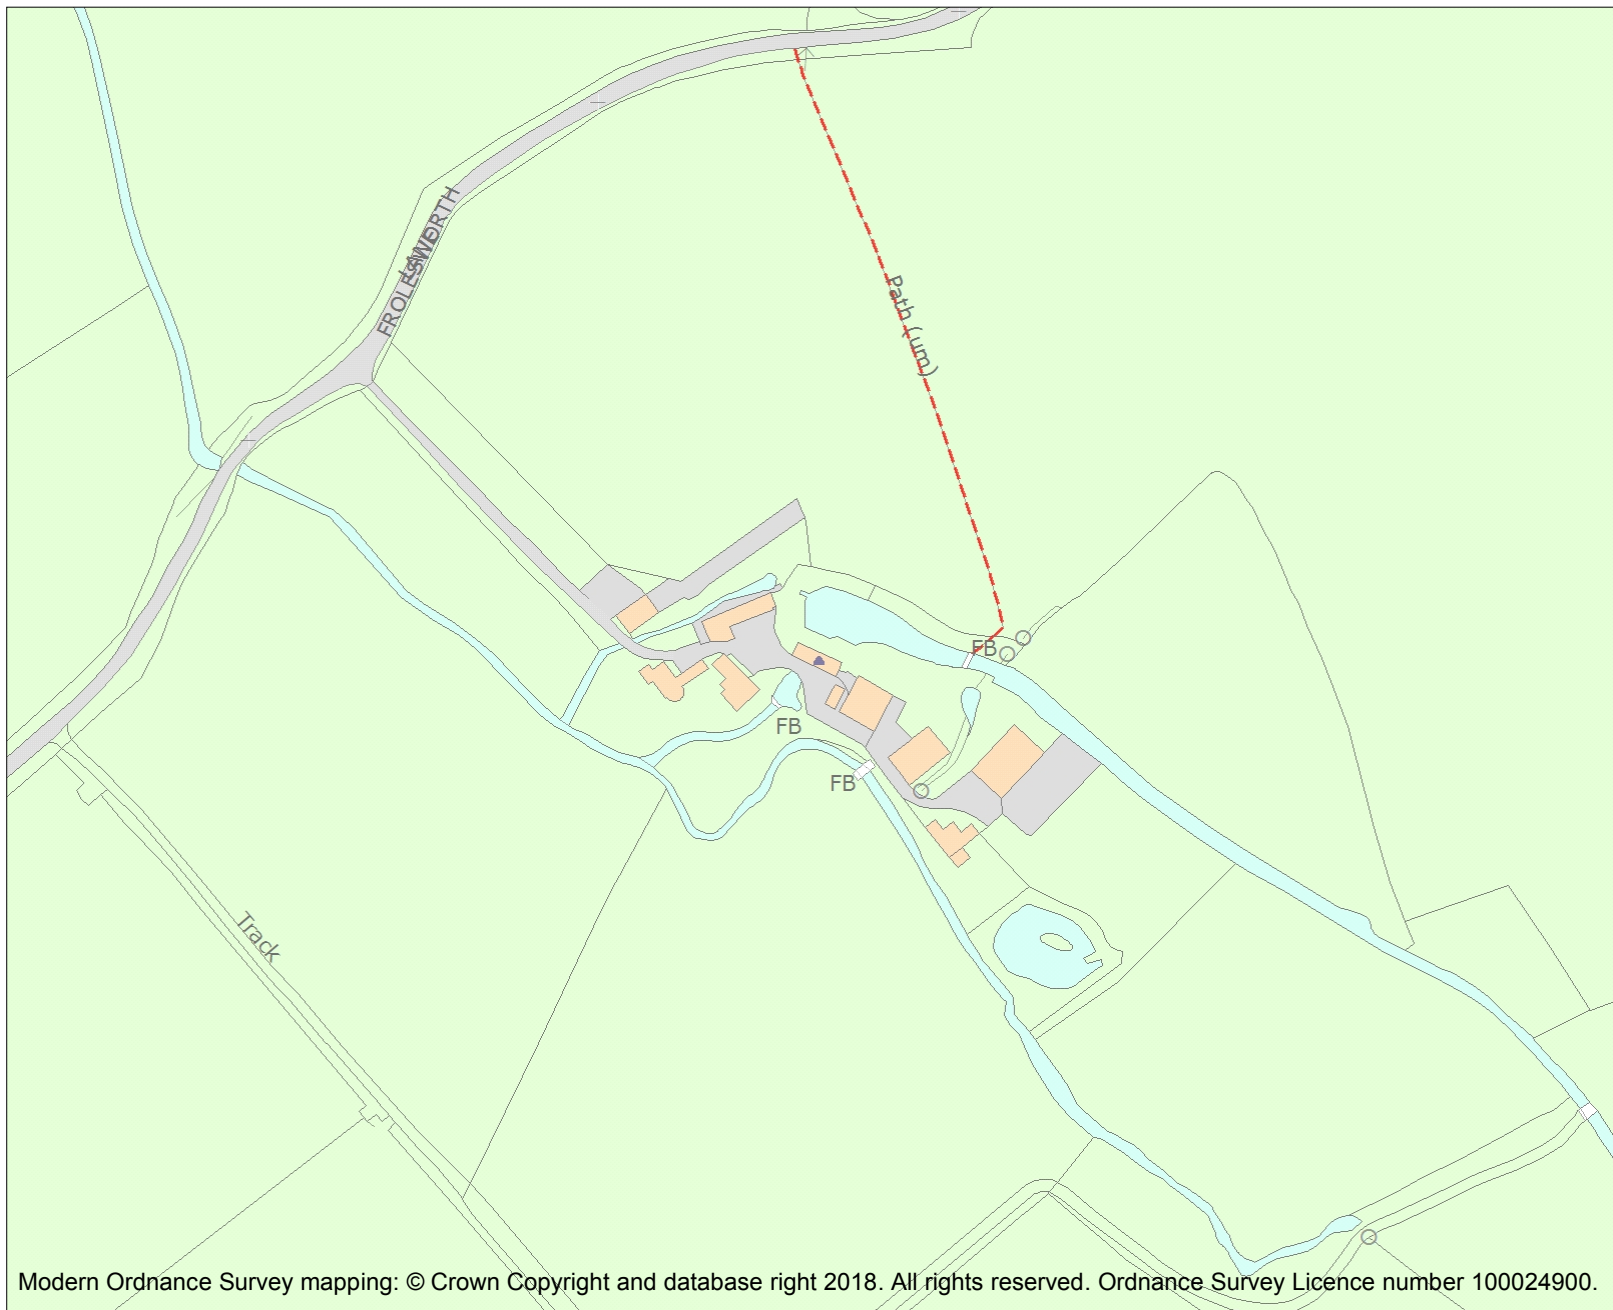 FROLESWORTH
LANE
Path (um)
FB
FB
FB
Track
Modern Ordnance Survey mapping: © Crown Copyright and database right 2018. All rights reserved. Ordnance Survey Licence number 100024900.